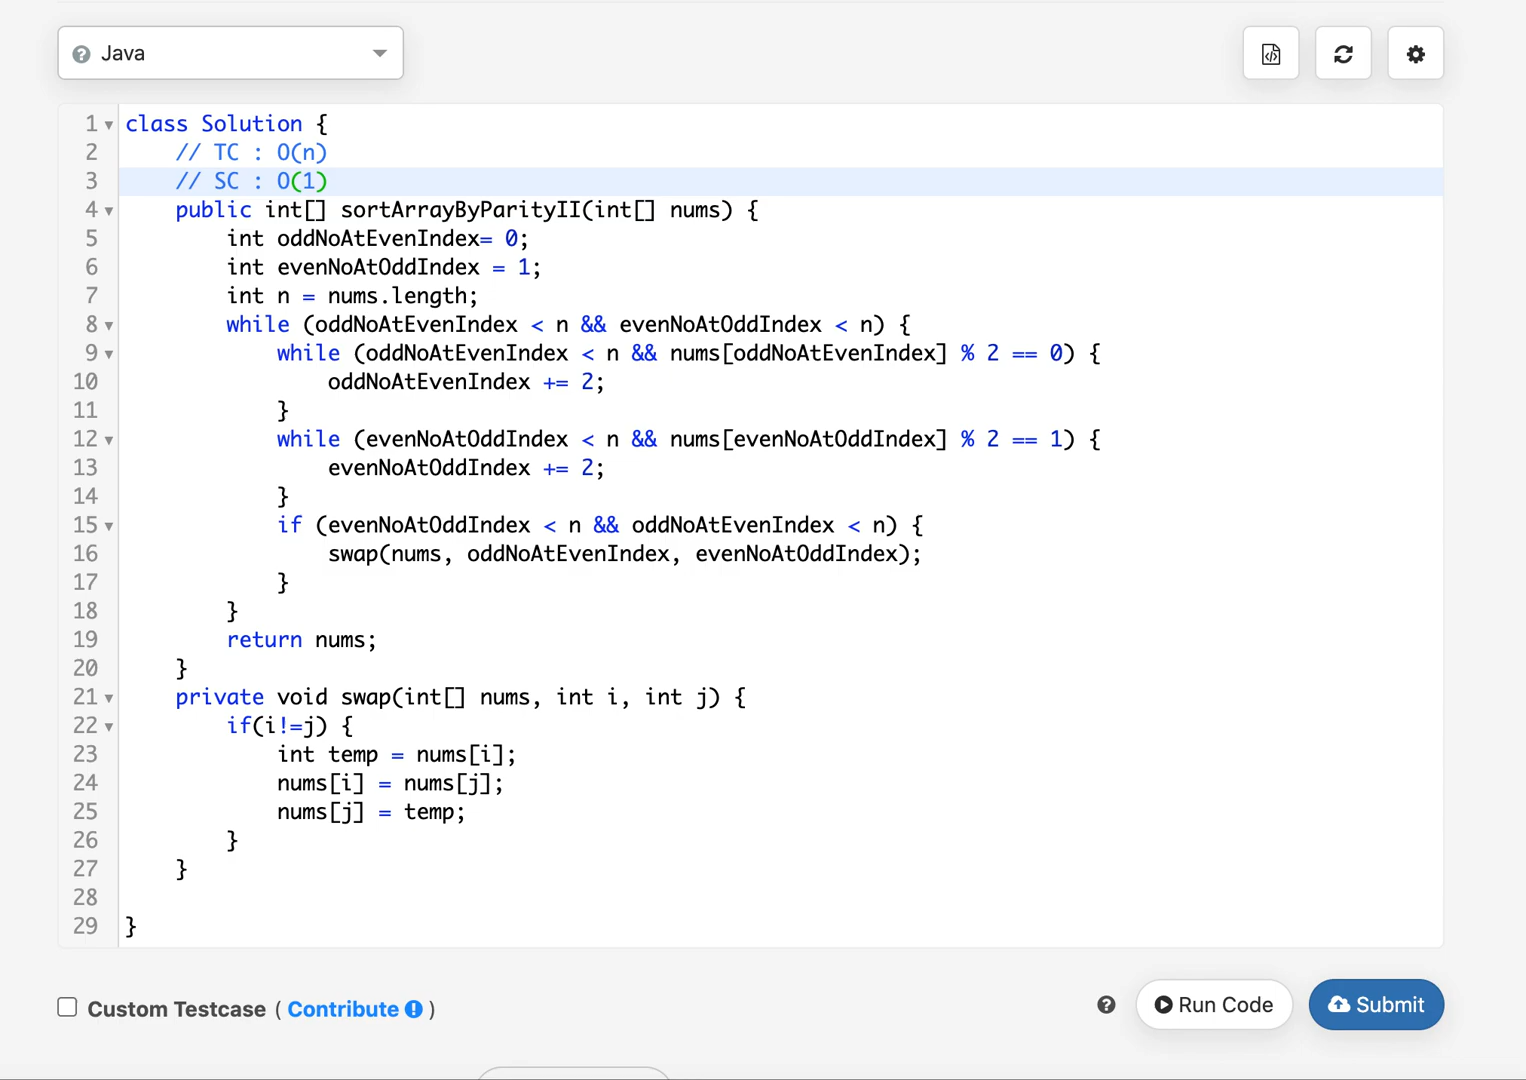 Java
1 class Solution {
2 // TC : O(n)
3 // SC : O(1)
4 public int[] sortArrayByParityII(int[] nums) {
5 int oddNoAtEvenIndex= 0;
6 int evenNoAtOddIndex = 1;
7 int n = nums.length;
8 while (oddNoAtEvenIndex < n && evenNoAtOddIndex < n) {
9 while (oddNoAtEvenIndex < n && nums[oddNoAtEvenIndex] % 2 == 0) {
10 oddNoAtEvenIndex += 2;
11 }
12 while (evenNoAtOddIndex < n && nums[evenNoAtOddIndex] % 2 == 1) {
13 evenNoAtOddIndex += 2;
14 }
15 if (evenNoAtOddIndex < n && oddNoAtEvenIndex < n) {
16 swap(nums, oddNoAtEvenIndex, evenNoAtOddIndex);
17 }
18 }
19 return nums;
20 }
21 private void swap(int[] nums, int i, int j) {
22 if(i!=j) {
23 int temp = nums[i];
24 nums[i] = nums[j];
25 nums[j] = temp;
26 }
27 }
28
29 }
Custom Testcase ( Contribute )
Run Code
Submit